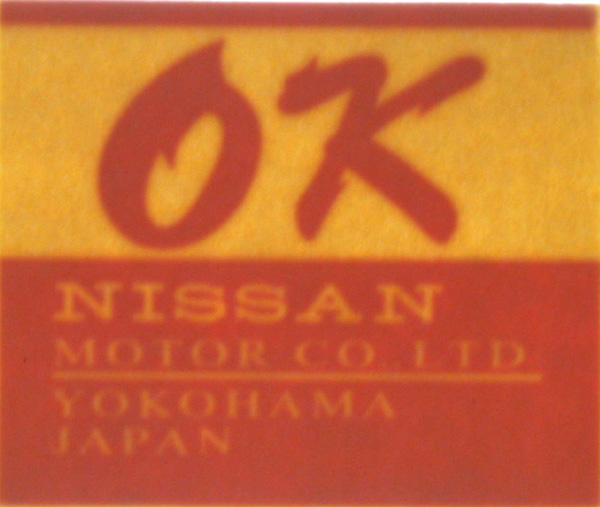 OK
NISSAN
MOTOR CO., LTD
YOKOHAMA
JAPAN